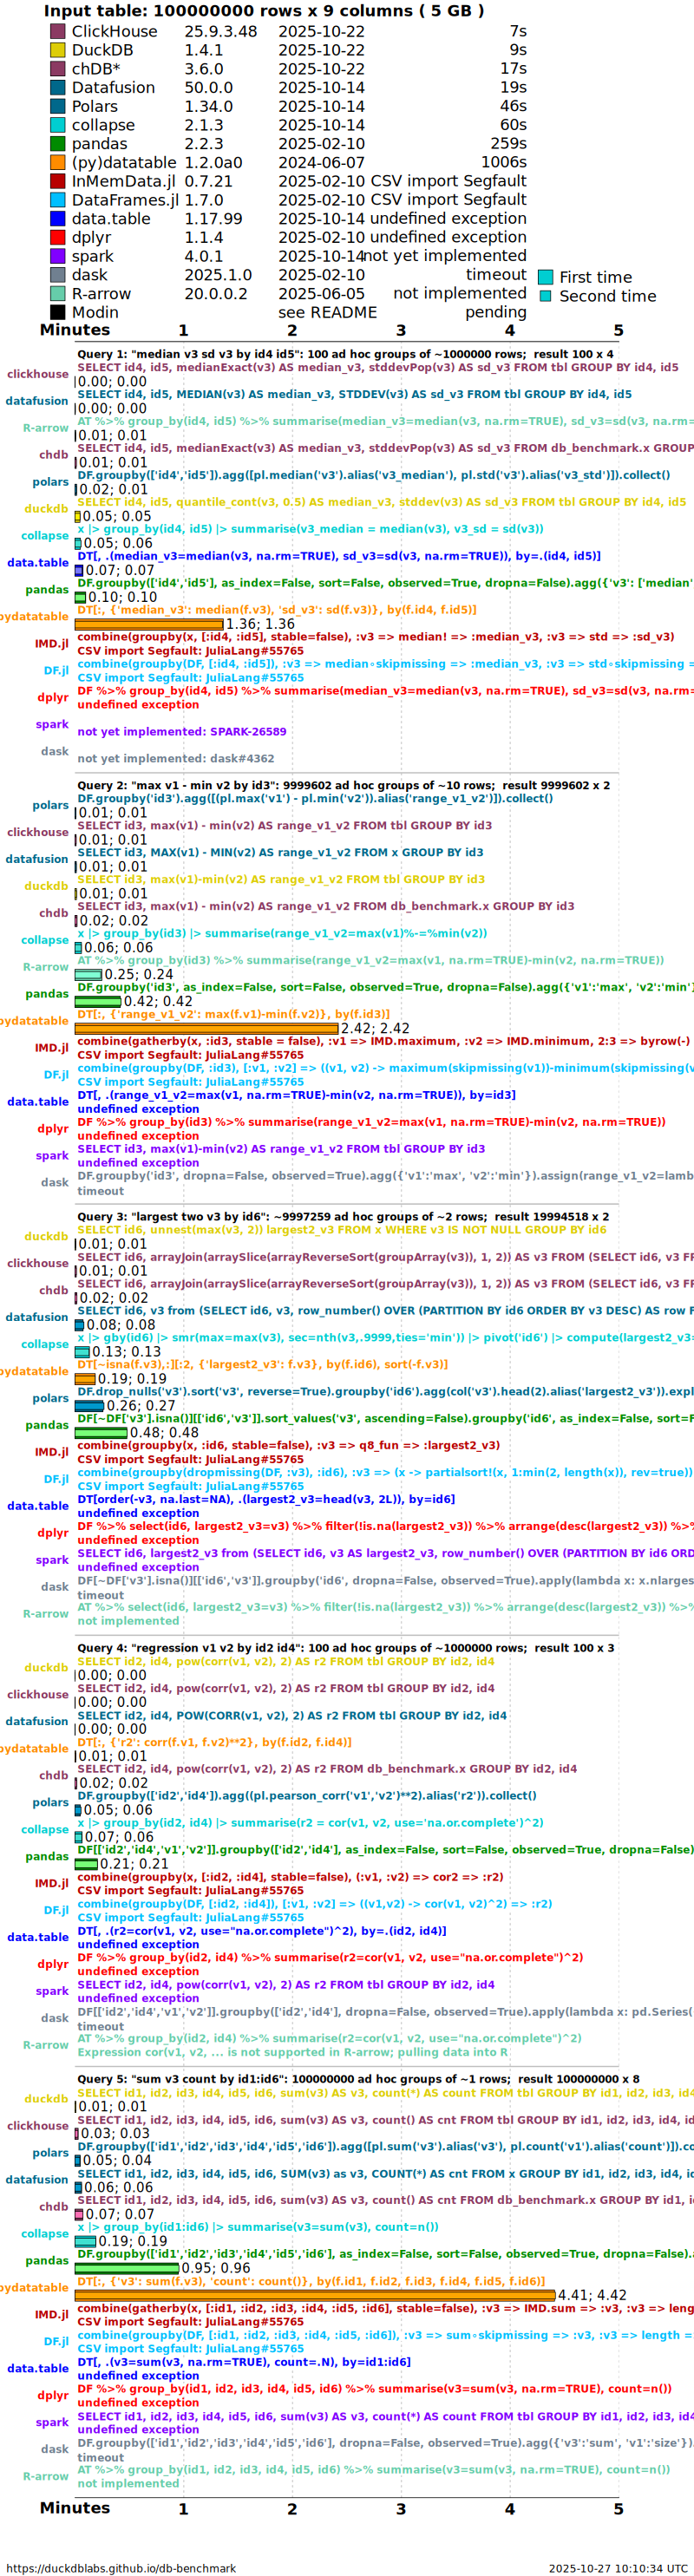 Input table: 100000000 rows x 9 columns ( 5 GB )
ClickHouse 25.9.3.48 2025-10-22 7s
DuckDB 1.4.1 2025-10-22 9s
chDB* 3.6.0 2025-10-22 17s
Datafusion 50.0.0 2025-10-14 19s
Polars 1.34.0 2025-10-14 46s
collapse 2.1.3 2025-10-14 60s
pandas 2.2.3 2025-02-10 259s
(py)datatable 1.2.0a0 2024-06-07 1006s
InMemData.jl 0.7.21 2025-02-10 CSV import Segfault
DataFrames.jl 1.7.0 2025-02-10 CSV import Segfault
data.table 1.17.99 2025-10-14 undefined exception
dplyr 1.1.4 2025-02-10 undefined exception
spark 4.0.1 2025-10-14 not yet implemented
dask 2025.1.0 2025-02-10 timeout
R-arrow 20.0.0.2 2025-06-05 not implemented
Modin see README pending
First time
Second time
Minutes 1 2 3 4 5
Query 1: "median v3 sd v3 by id4 id5": 100 ad hoc groups of ~1000000 rows; result 100 x 4
clickhouse SELECT id4, id5, medianExact(v3) AS median_v3, stddevPop(v3) AS sd_v3 FROM tbl GROUP BY id4, id5
0.00; 0.00
datafusion SELECT id4, id5, MEDIAN(v3) AS median_v3, STDDEV(v3) AS sd_v3 FROM tbl GROUP BY id4, id5
0.00; 0.00
R-arrow AT %>% group_by(id4, id5) %>% summarise(median_v3=median(v3, na.rm=TRUE), sd_v3=sd(v3, na.rm=
0.01; 0.01
chdb SELECT id4, id5, medianExact(v3) AS median_v3, stddevPop(v3) AS sd_v3 FROM db_benchmark.x GROUP
0.01; 0.01
polars DF.groupby(['id4','id5']).agg([pl.median('v3').alias('v3_median'), pl.std('v3').alias('v3_std')]).collect()
0.02; 0.01
duckdb SELECT id4, id5, quantile_cont(v3, 0.5) AS median_v3, stddev(v3) AS sd_v3 FROM tbl GROUP BY id4, id5
0.05; 0.05
collapse x |> group_by(id4, id5) |> summarise(v3_median = median(v3), v3_sd = sd(v3))
0.05; 0.06
data.table DT[, .(median_v3=median(v3, na.rm=TRUE), sd_v3=sd(v3, na.rm=TRUE)), by=.(id4, id5)]
0.07; 0.07
pandas DF.groupby(['id4','id5'], as_index=False, sort=False, observed=True, dropna=False).agg({'v3': ['median'
0.10; 0.10
pydatatable DT[:, {'median_v3': median(f.v3), 'sd_v3': sd(f.v3)}, by(f.id4, f.id5)]
1.36; 1.36
IMD.jl combine(groupby(x, [:id4, :id5], stable=false), :v3 => median! => :median_v3, :v3 => std => :sd_v3)
CSV import Segfault: JuliaLang#55765
DF.jl combine(groupby(DF, [:id4, :id5]), :v3 => median∘skipmissing => :median_v3, :v3 => std∘skipmissing =
CSV import Segfault: JuliaLang#55765
dplyr DF %>% group_by(id4, id5) %>% summarise(median_v3=median(v3, na.rm=TRUE), sd_v3=sd(v3, na.rm=
undefined exception
spark
not yet implemented: SPARK-26589
dask
not yet implemented: dask#4362
Query 2: "max v1 - min v2 by id3": 9999602 ad hoc groups of ~10 rows; result 9999602 x 2
polars DF.groupby('id3').agg([(pl.max('v1') - pl.min('v2')).alias('range_v1_v2')]).collect()
0.01; 0.01
clickhouse SELECT id3, max(v1) - min(v2) AS range_v1_v2 FROM tbl GROUP BY id3
0.01; 0.01
datafusion SELECT id3, MAX(v1) - MIN(v2) AS range_v1_v2 FROM x GROUP BY id3
0.01; 0.01
duckdb SELECT id3, max(v1)-min(v2) AS range_v1_v2 FROM tbl GROUP BY id3
0.01; 0.01
chdb SELECT id3, max(v1) - min(v2) AS range_v1_v2 FROM db_benchmark.x GROUP BY id3
0.02; 0.02
collapse x |> group_by(id3) |> summarise(range_v1_v2=max(v1)%-=%min(v2))
0.06; 0.06
R-arrow AT %>% group_by(id3) %>% summarise(range_v1_v2=max(v1, na.rm=TRUE)-min(v2, na.rm=TRUE))
0.25; 0.24
pandas DF.groupby('id3', as_index=False, sort=False, observed=True, dropna=False).agg({'v1':'max', 'v2':'min'}
0.42; 0.42
pydatatable DT[:, {'range_v1_v2': max(f.v1)-min(f.v2)}, by(f.id3)]
2.42; 2.42
IMD.jl combine(gatherby(x, :id3, stable = false), :v1 => IMD.maximum, :v2 => IMD.minimum, 2:3 => byrow(-)
CSV import Segfault: JuliaLang#55765
DF.jl combine(groupby(DF, :id3), [:v1, :v2] => ((v1, v2) -> maximum(skipmissing(v1))-minimum(skipmissing(v
CSV import Segfault: JuliaLang#55765
data.table DT[, .(range_v1_v2=max(v1, na.rm=TRUE)-min(v2, na.rm=TRUE)), by=id3]
undefined exception
dplyr DF %>% group_by(id3) %>% summarise(range_v1_v2=max(v1, na.rm=TRUE)-min(v2, na.rm=TRUE))
undefined exception
spark SELECT id3, max(v1)-min(v2) AS range_v1_v2 FROM tbl GROUP BY id3
undefined exception
dask DF.groupby('id3', dropna=False, observed=True).agg({'v1':'max', 'v2':'min'}).assign(range_v1_v2=lamb
timeout
Query 3: "largest two v3 by id6": ~9997259 ad hoc groups of ~2 rows; result 19994518 x 2
duckdb SELECT id6, unnest(max(v3, 2)) largest2_v3 FROM x WHERE v3 IS NOT NULL GROUP BY id6
0.01; 0.01
clickhouse SELECT id6, arrayJoin(arraySlice(arrayReverseSort(groupArray(v3)), 1, 2)) AS v3 FROM (SELECT id6, v3 FR
0.01; 0.01
chdb SELECT id6, arrayJoin(arraySlice(arrayReverseSort(groupArray(v3)), 1, 2)) AS v3 FROM (SELECT id6, v3 FR
0.02; 0.02
datafusion SELECT id6, v3 from (SELECT id6, v3, row_number() OVER (PARTITION BY id6 ORDER BY v3 DESC) AS row F
0.08; 0.08
collapse x |> gby(id6) |> smr(max=max(v3), sec=nth(v3,.9999,ties='min')) |> pivot('id6') |> compute(largest2_v3=
0.13; 0.13
pydatatable DT[~isna(f.v3),:][:2, {'largest2_v3': f.v3}, by(f.id6), sort(-f.v3)]
0.19; 0.19
polars DF.drop_nulls('v3').sort('v3', reverse=True).groupby('id6').agg(col('v3').head(2).alias('largest2_v3')).expl
0.26; 0.27
pandas DF[~DF['v3'].isna()][['id6','v3']].sort_values('v3', ascending=False).groupby('id6', as_index=False, sort=F
0.48; 0.48
IMD.jl combine(groupby(x, :id6, stable=false), :v3 => q8_fun => :largest2_v3)
CSV import Segfault: JuliaLang#55765
DF.jl combine(groupby(dropmissing(DF, :v3), :id6), :v3 => (x -> partialsort!(x, 1:min(2, length(x)), rev=true))
CSV import Segfault: JuliaLang#55765
data.table DT[order(-v3, na.last=NA), .(largest2_v3=head(v3, 2L)), by=id6]
undefined exception
dplyr DF %>% select(id6, largest2_v3=v3) %>% filter(!is.na(largest2_v3)) %>% arrange(desc(largest2_v3)) %>%
undefined exception
spark SELECT id6, largest2_v3 from (SELECT id6, v3 AS largest2_v3, row_number() OVER (PARTITION BY id6 ORD
undefined exception
dask DF[~DF['v3'].isna()][['id6','v3']].groupby('id6', dropna=False, observed=True).apply(lambda x: x.nlarges
timeout
R-arrow AT %>% select(id6, largest2_v3=v3) %>% filter(!is.na(largest2_v3)) %>% arrange(desc(largest2_v3)) %>%
not implemented
Query 4: "regression v1 v2 by id2 id4": 100 ad hoc groups of ~1000000 rows; result 100 x 3
duckdb SELECT id2, id4, pow(corr(v1, v2), 2) AS r2 FROM tbl GROUP BY id2, id4
0.00; 0.00
clickhouse SELECT id2, id4, pow(corr(v1, v2), 2) AS r2 FROM tbl GROUP BY id2, id4
0.00; 0.00
datafusion SELECT id2, id4, POW(CORR(v1, v2), 2) AS r2 FROM tbl GROUP BY id2, id4
0.00; 0.00
pydatatable DT[:, {'r2': corr(f.v1, f.v2)**2}, by(f.id2, f.id4)]
0.01; 0.01
chdb SELECT id2, id4, pow(corr(v1, v2), 2) AS r2 FROM db_benchmark.x GROUP BY id2, id4
0.02; 0.02
polars DF.groupby(['id2','id4']).agg((pl.pearson_corr('v1','v2')**2).alias('r2')).collect()
0.05; 0.06
collapse x |> group_by(id2, id4) |> summarise(r2 = cor(v1, v2, use='na.or.complete')^2)
0.07; 0.06
pandas DF[['id2','id4','v1','v2']].groupby(['id2','id4'], as_index=False, sort=False, observed=True, dropna=False)
0.21; 0.21
IMD.jl combine(groupby(x, [:id2, :id4], stable=false), (:v1, :v2) => cor2 => :r2)
CSV import Segfault: JuliaLang#55765
DF.jl combine(groupby(DF, [:id2, :id4]), [:v1, :v2] => ((v1,v2) -> cor(v1, v2)^2) => :r2)
CSV import Segfault: JuliaLang#55765
data.table DT[, .(r2=cor(v1, v2, use="na.or.complete")^2), by=.(id2, id4)]
undefined exception
dplyr DF %>% group_by(id2, id4) %>% summarise(r2=cor(v1, v2, use="na.or.complete")^2)
undefined exception
spark SELECT id2, id4, pow(corr(v1, v2), 2) AS r2 FROM tbl GROUP BY id2, id4
undefined exception
dask DF[['id2','id4','v1','v2']].groupby(['id2','id4'], dropna=False, observed=True).apply(lambda x: pd.Series(
timeout
R-arrow AT %>% group_by(id2, id4) %>% summarise(r2=cor(v1, v2, use="na.or.complete")^2)
Expression cor(v1, v2, ... is not supported in R-arrow; pulling data into R
Query 5: "sum v3 count by id1:id6": 100000000 ad hoc groups of ~1 rows; result 100000000 x 8
duckdb SELECT id1, id2, id3, id4, id5, id6, sum(v3) AS v3, count(*) AS count FROM tbl GROUP BY id1, id2, id3, id4
0.01; 0.01
clickhouse SELECT id1, id2, id3, id4, id5, id6, sum(v3) AS v3, count() AS cnt FROM tbl GROUP BY id1, id2, id3, id4, id
0.03; 0.03
polars DF.groupby(['id1','id2','id3','id4','id5','id6']).agg([pl.sum('v3').alias('v3'), pl.count('v1').alias('count')]).co
0.05; 0.04
datafusion SELECT id1, id2, id3, id4, id5, id6, SUM(v3) as v3, COUNT(*) AS cnt FROM x GROUP BY id1, id2, id3, id4, id
0.06; 0.06
chdb SELECT id1, id2, id3, id4, id5, id6, sum(v3) AS v3, count() AS cnt FROM db_benchmark.x GROUP BY id1, i
0.07; 0.07
collapse x |> group_by(id1:id6) |> summarise(v3=sum(v3), count=n())
0.19; 0.19
pandas DF.groupby(['id1','id2','id3','id4','id5','id6'], as_index=False, sort=False, observed=True, dropna=False).a
0.95; 0.96
pydatatable DT[:, {'v3': sum(f.v3), 'count': count()}, by(f.id1, f.id2, f.id3, f.id4, f.id5, f.id6)]
4.41; 4.42
IMD.jl combine(gatherby(x, [:id1, :id2, :id3, :id4, :id5, :id6], stable=false), :v3 => IMD.sum => :v3, :v3 => leng
CSV import Segfault: JuliaLang#55765
DF.jl combine(groupby(DF, [:id1, :id2, :id3, :id4, :id5, :id6]), :v3 => sum∘skipmissing => :v3, :v3 => length =
CSV import Segfault: JuliaLang#55765
data.table DT[, .(v3=sum(v3, na.rm=TRUE), count=.N), by=id1:id6]
undefined exception
dplyr DF %>% group_by(id1, id2, id3, id4, id5, id6) %>% summarise(v3=sum(v3, na.rm=TRUE), count=n())
undefined exception
spark SELECT id1, id2, id3, id4, id5, id6, sum(v3) AS v3, count(*) AS count FROM tbl GROUP BY id1, id2, id3, id4
undefined exception
dask DF.groupby(['id1','id2','id3','id4','id5','id6'], dropna=False, observed=True).agg({'v3':'sum', 'v1':'size'}).
timeout
R-arrow AT %>% group_by(id1, id2, id3, id4, id5, id6) %>% summarise(v3=sum(v3, na.rm=TRUE), count=n())
not implemented
Minutes 1 2 3 4 5
https://duckdblabs.github.io/db-benchmark 2025-10-27 10:10:34 UTC